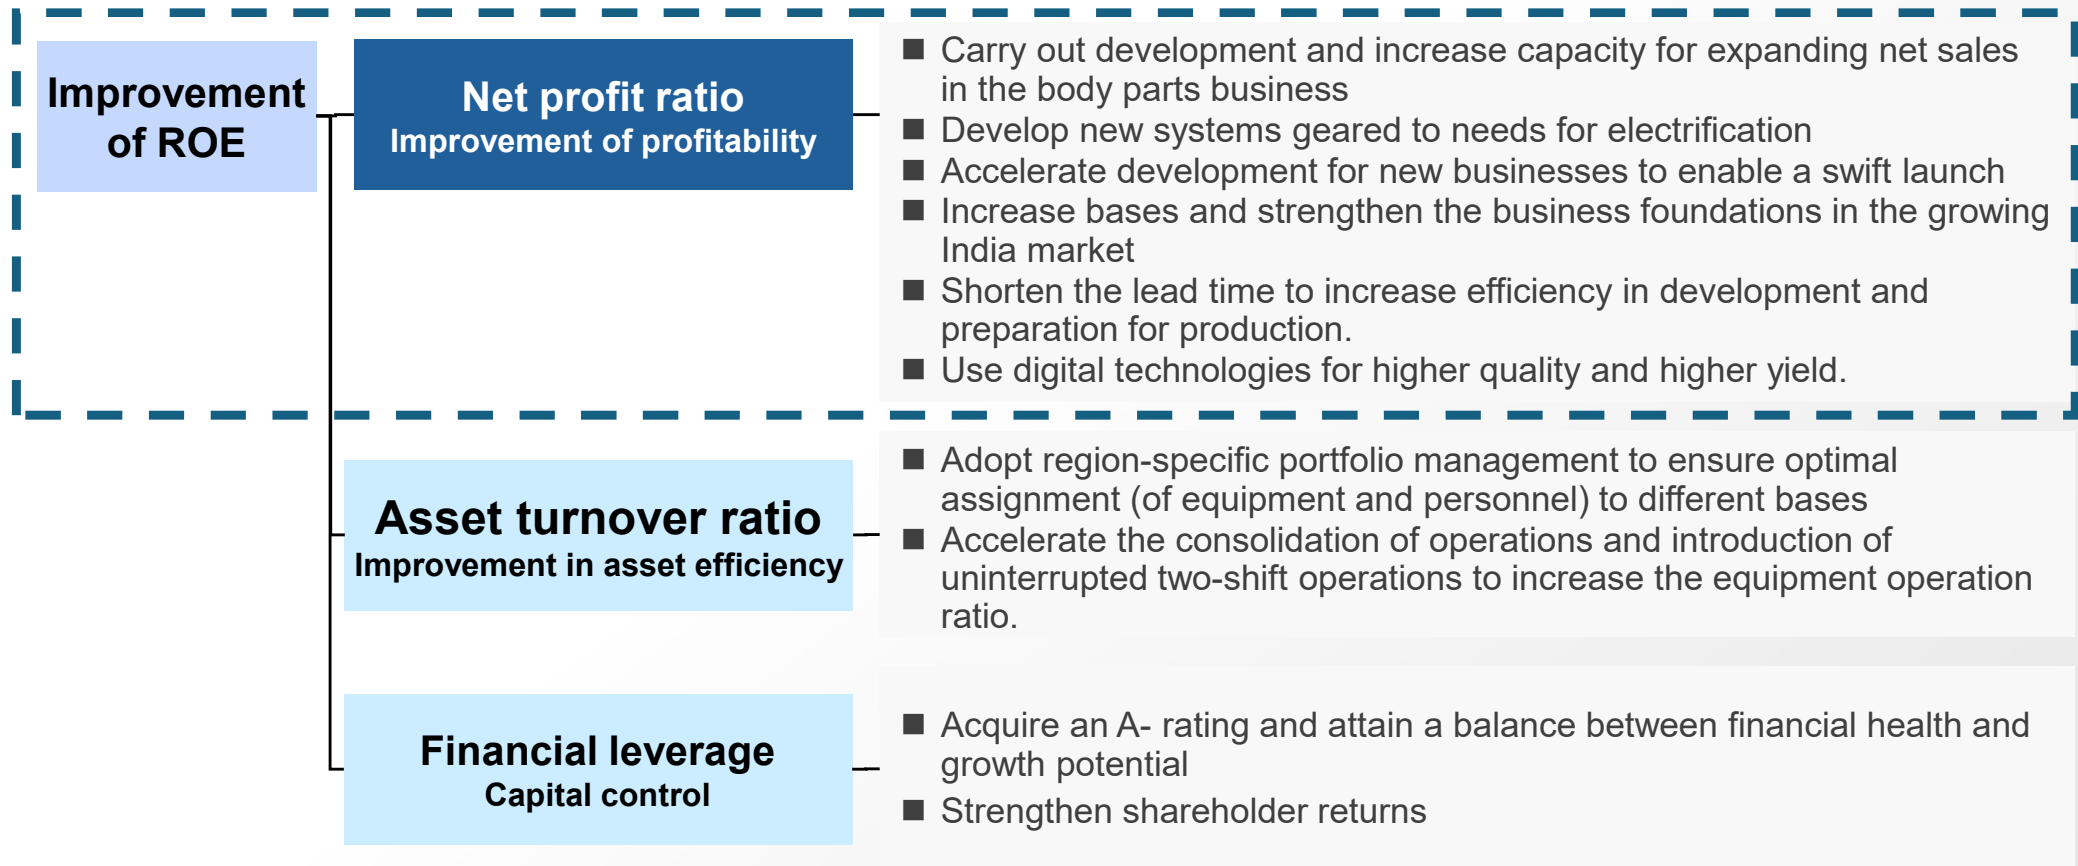 Improvement
of ROE
Net profit ratio
Improvement of profitability
■ Carry out development and increase capacity for expanding net sales
in the body parts business
■ Develop new systems geared to needs for electrification
■ Accelerate development for new businesses to enable a swift launch
■ Increase bases and strengthen the business foundations in the growing
India market
■ Shorten the lead time to increase efficiency in development and
preparation for production.
■ Use digital technologies for higher quality and higher yield.
Asset turnover ratio
Improvement in asset efficiency
■ Adopt region-specific portfolio management to ensure optimal
assignment (of equipment and personnel) to different bases
■ Accelerate the consolidation of operations and introduction of
uninterrupted two-shift operations to increase the equipment operation
ratio.
Financial leverage
Capital control
■ Acquire an A- rating and attain a balance between financial health and
growth potential
■ Strengthen shareholder returns